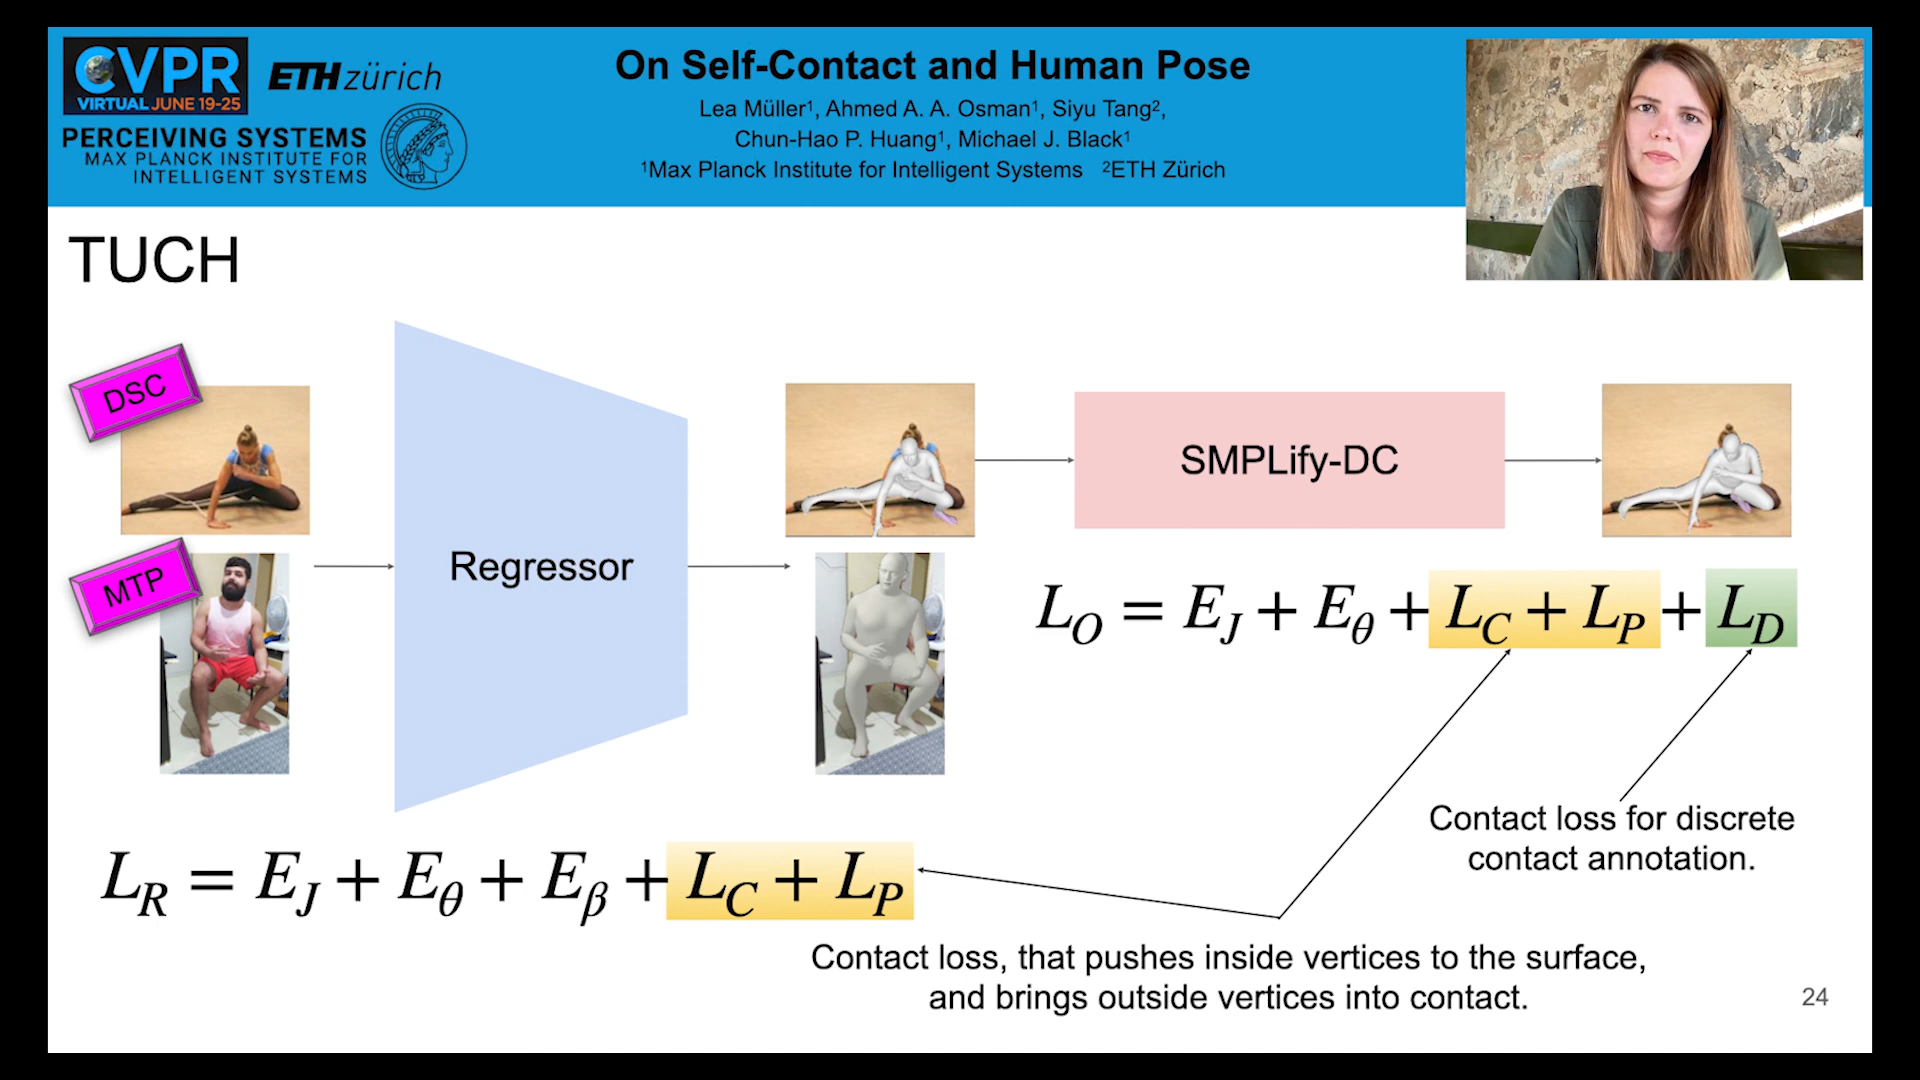 CVPR
VIRTUAL JUNE 19-25
ETH zürich
PERCEIVING SYSTEMS
MAX PLANCK INSTITUTE FOR
INTELLIGENT SYSTEMS
On Self-Contact and Human Pose
Lea Müller¹, Ahmed A. A. Osman¹, Siyu Tang²,
Chun-Hao P. Huang¹, Michael J. Black¹
¹Max Planck Institute for Intelligent Systems ²ETH Zürich
TUCH
DSC
MTP
Regressor
SMPLify-DC
L_O = E_J + E_θ + L_C + L_P + L_D
Contact loss for discrete
contact annotation.
L_R = E_J + E_θ + E_β + L_C + L_P
Contact loss, that pushes inside vertices to the surface,
and brings outside vertices into contact.
24